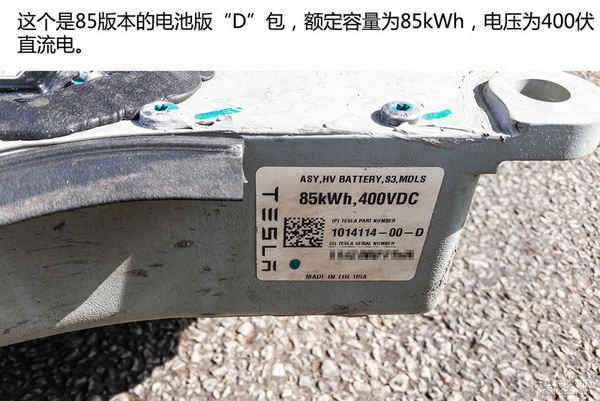 这个是85版本的电池版“D”包，额定容量为85kWh，电压为400伏
直流电。
ASY,HV BATTERY,S3,MDLS
85kWh,400VDC
TESLA
(P) TESLA PART NUMBER
1014114-00-D
(S) TESLA SERIAL NUMBER
MADE IN THE USA